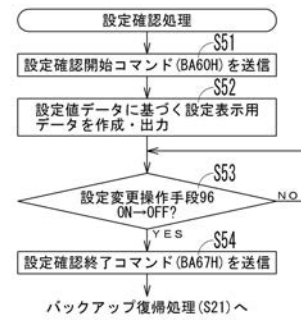 設定確認処理
S51
設定確認開始コマンド(BA60H)を送信
S52
設定値データに基づく設定表示用
データを作成・出力
S53
設定変更操作手段96
ON→OFF?
NO
YES
S54
設定確認終了コマンド(BA67H)を送信
バックアップ復帰処理(S21)へ